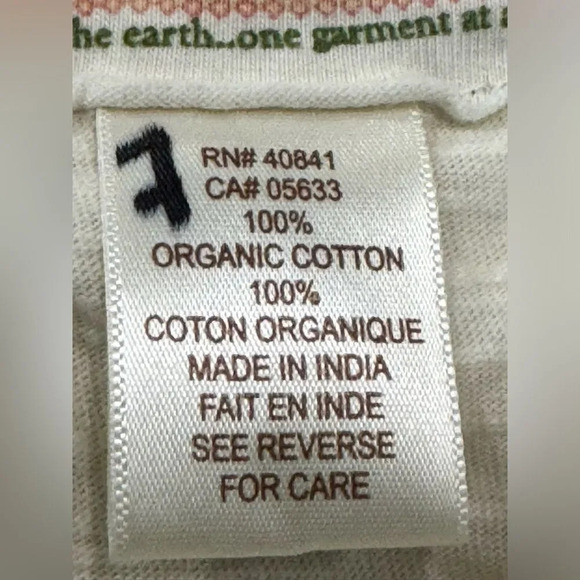 he earth..one garment at
RN# 40841
CA# 05633
100%
ORGANIC COTTON
100%
COTON ORGANIQUE
MADE IN INDIA
FAIT EN INDE
SEE REVERSE
FOR CARE